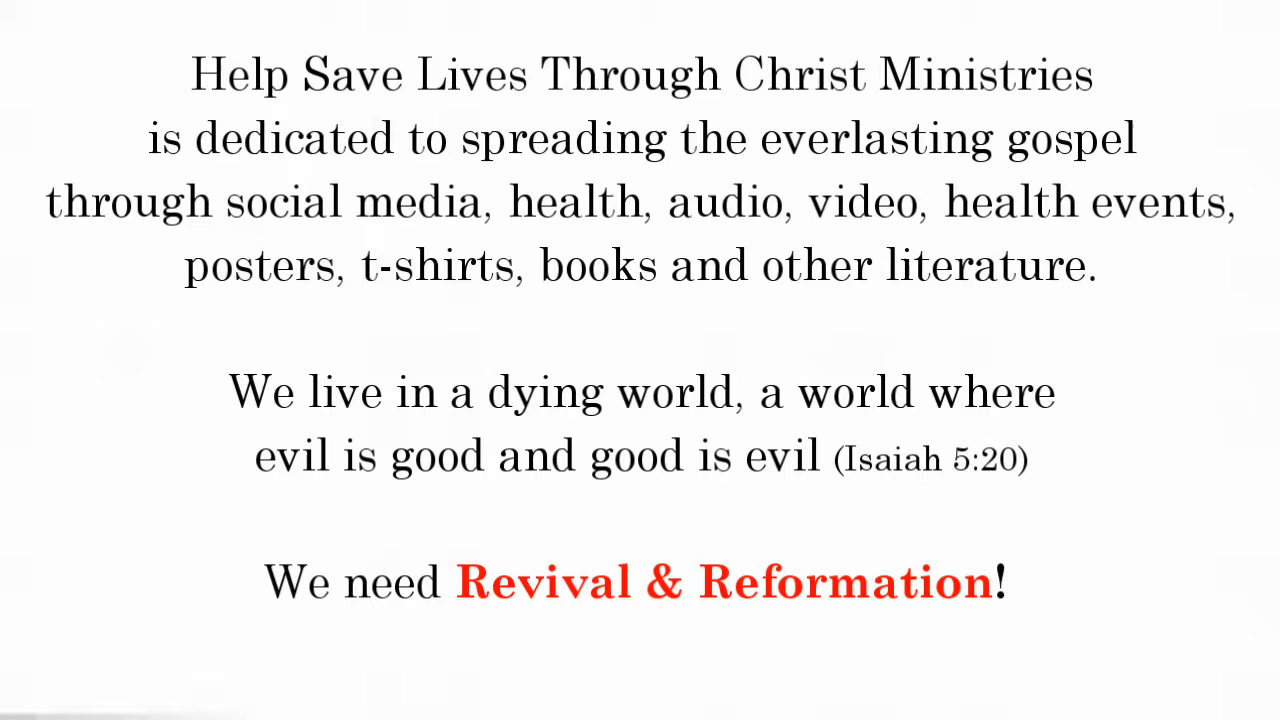 Help Save Lives Through Christ Ministries
is dedicated to spreading the everlasting gospel
through social media, health, audio, video, health events,
posters, t-shirts, books and other literature.
We live in a dying world, a world where
evil is good and good is evil (Isaiah 5:20)
We need Revival & Reformation!